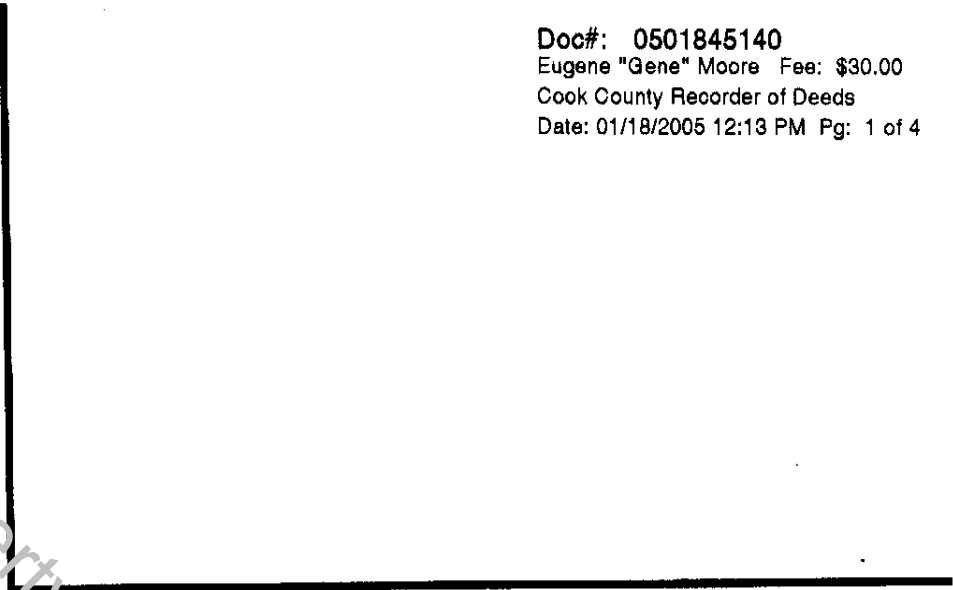 Doc#: 0501845140
Eugene "Gene" Moore Fee: $30.00
Cook County Recorder of Deeds
Date: 01/18/2005 12:13 PM Pg: 1 of 4